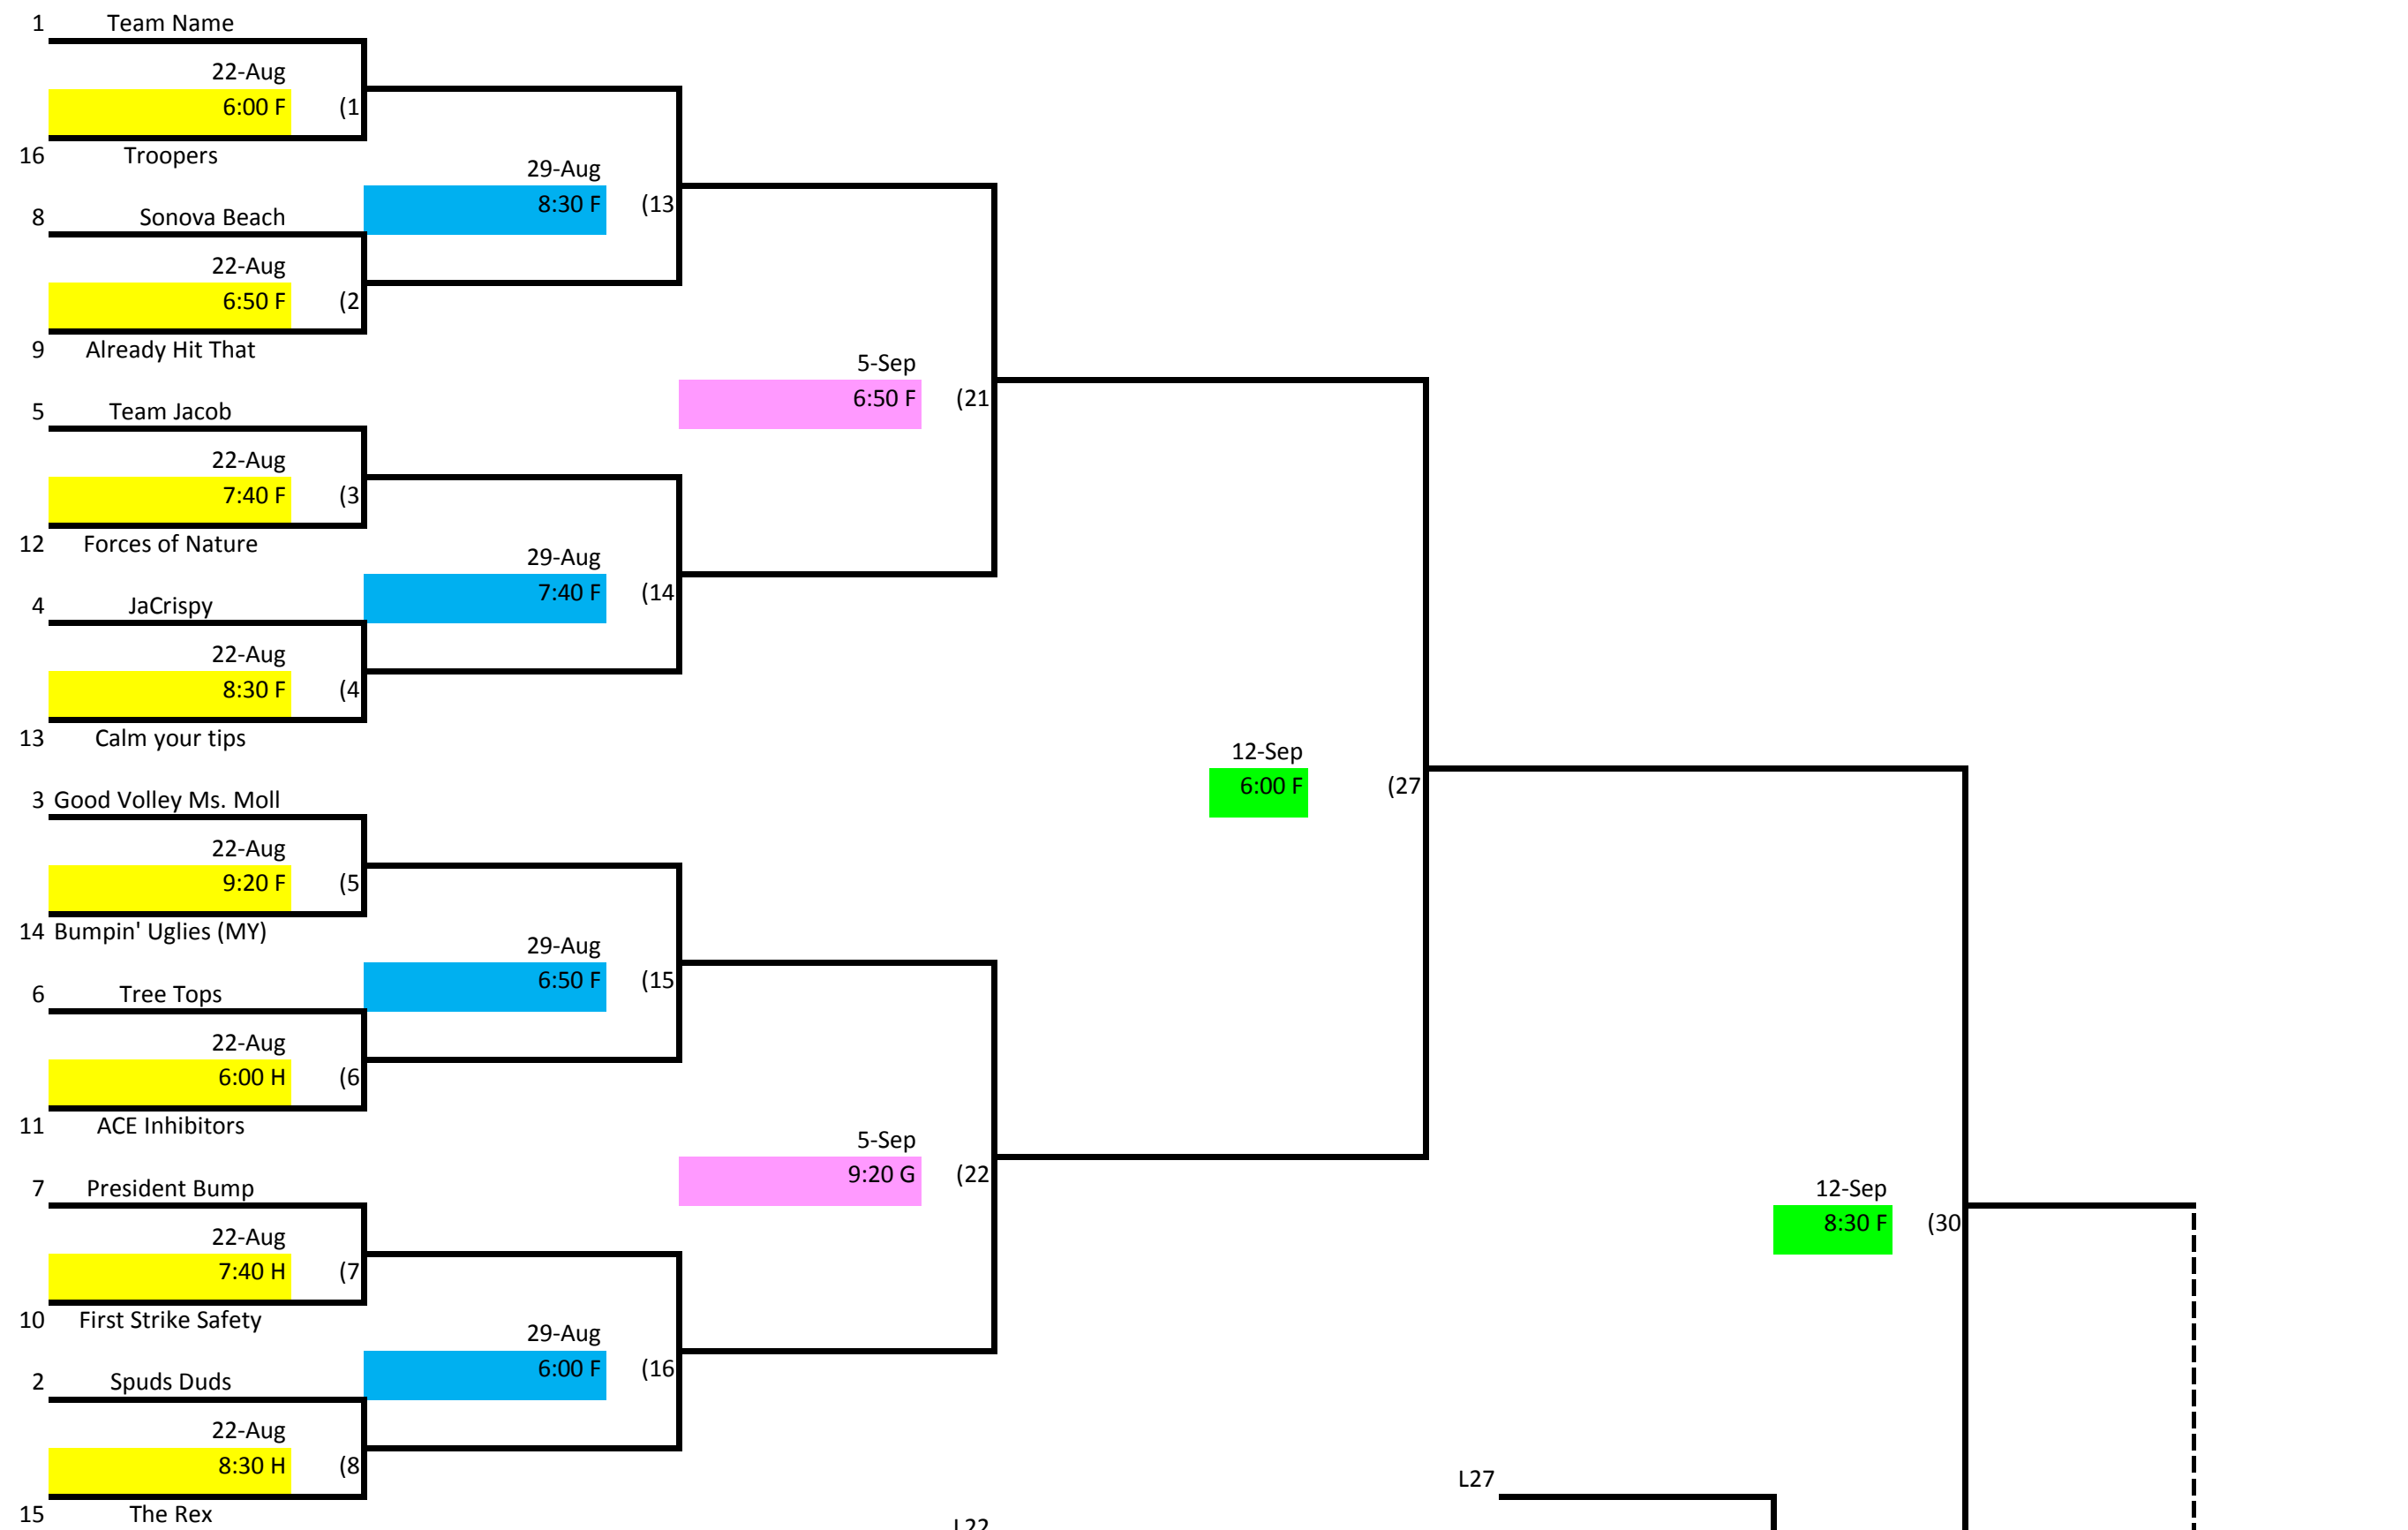 1 Team Name
22-Aug
6:00 F (1
16 Troopers
29-Aug
8:30 F (13
8 Sonova Beach
22-Aug
6:50 F (2
9 Already Hit That
5-Sep
6:50 F (21
5 Team Jacob
22-Aug
7:40 F (3
12 Forces of Nature
29-Aug
7:40 F (14
4 JaCrispy
22-Aug
8:30 F (4
13 Calm your tips
12-Sep
6:00 F (27
3 Good Volley Ms. Moll
22-Aug
9:20 F (5
14 Bumpin' Uglies (MY)
29-Aug
6:50 F (15
6 Tree Tops
22-Aug
6:00 H (6
11 ACE Inhibitors
5-Sep
9:20 G (22
7 President Bump
12-Sep
8:30 F (30
22-Aug
7:40 H (7
10 First Strike Safety
29-Aug
6:00 F (16
2 Spuds Duds
22-Aug
8:30 H (8
L27
15 The Rex
L22